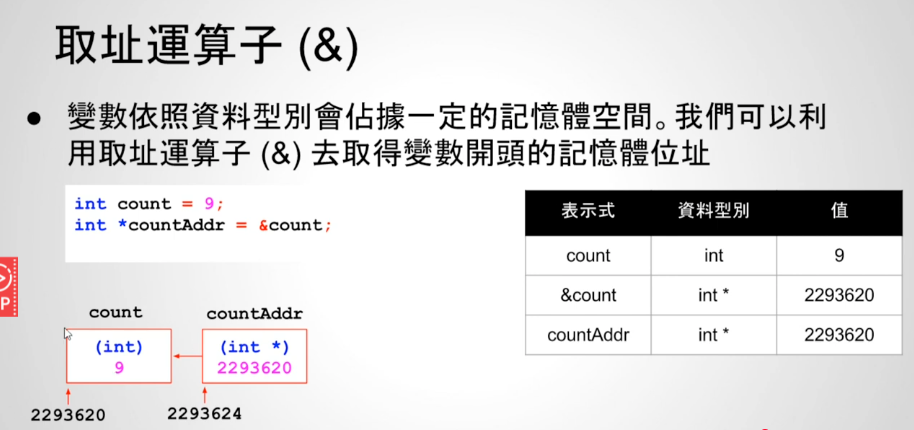 取址運算子 (&)
● 變數依照資料型別會佔據一定的記憶體空間。我們可以利
用取址運算子 (&) 去取得變數開頭的記憶體位址
int count = 9;
int *countAddr = &count;
表示式 資料型別 值
count int 9
&count int * 2293620
countAddr int * 2293620
count countAddr
(int) (int *)
9 2293620
2293620 2293624
P